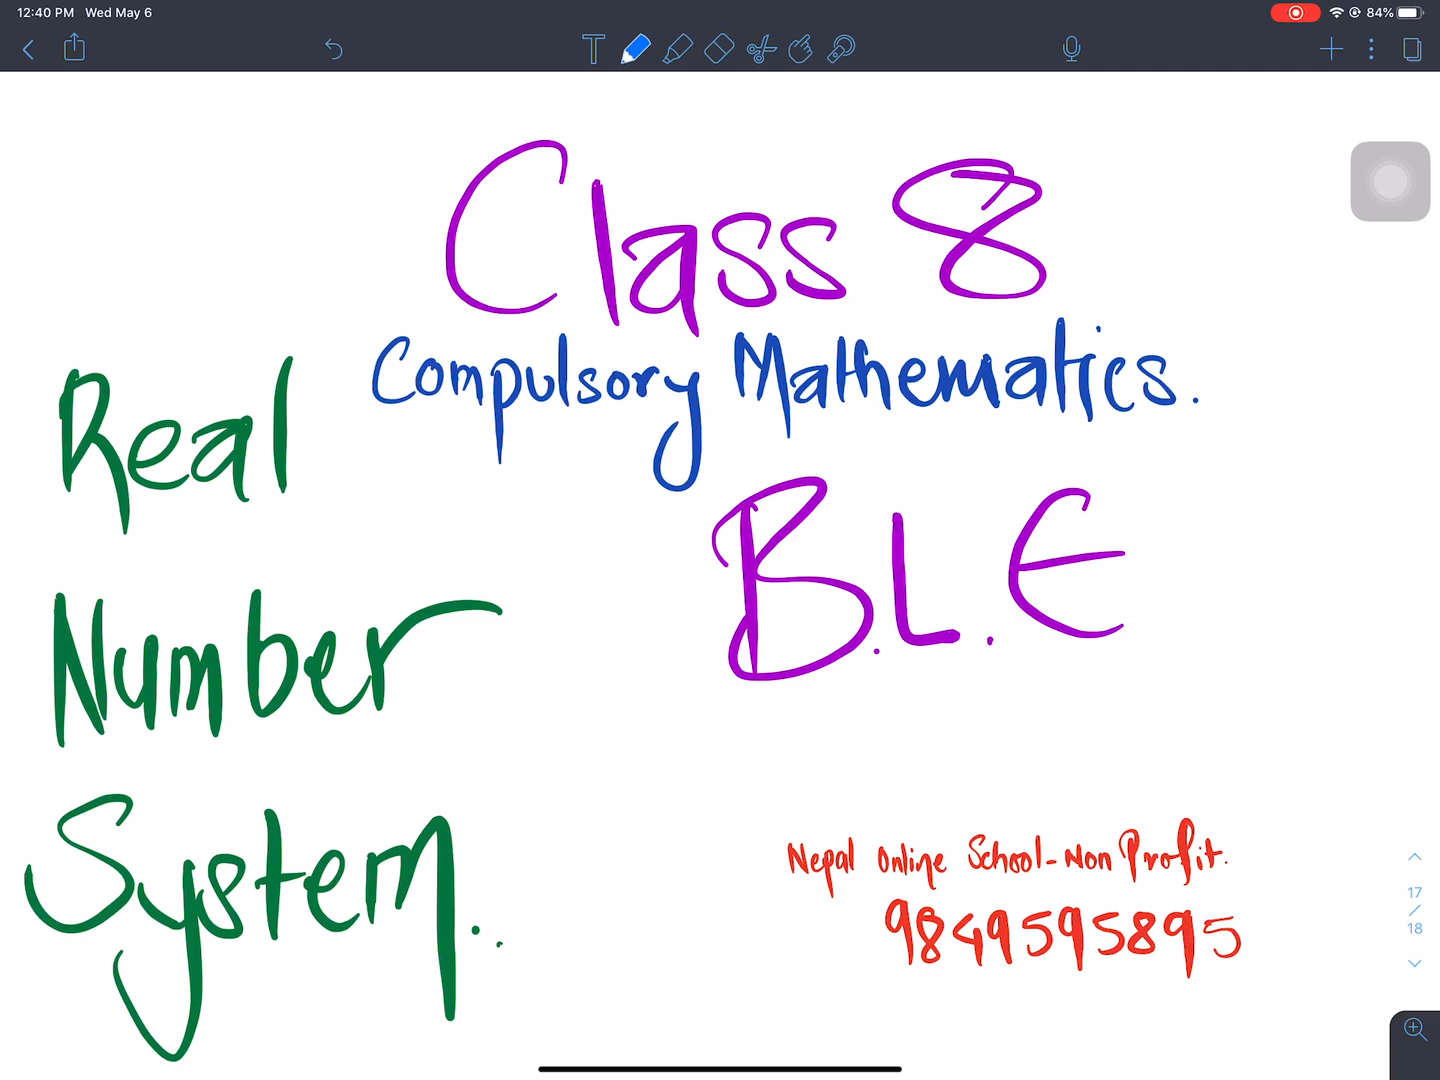 12:40 PM Wed May 6
84%
Class 8
Compulsory Mathematics.
B.L.E
Real
Number
System..
Nepal Online School-Non Profit.
9849595895
17
/
18